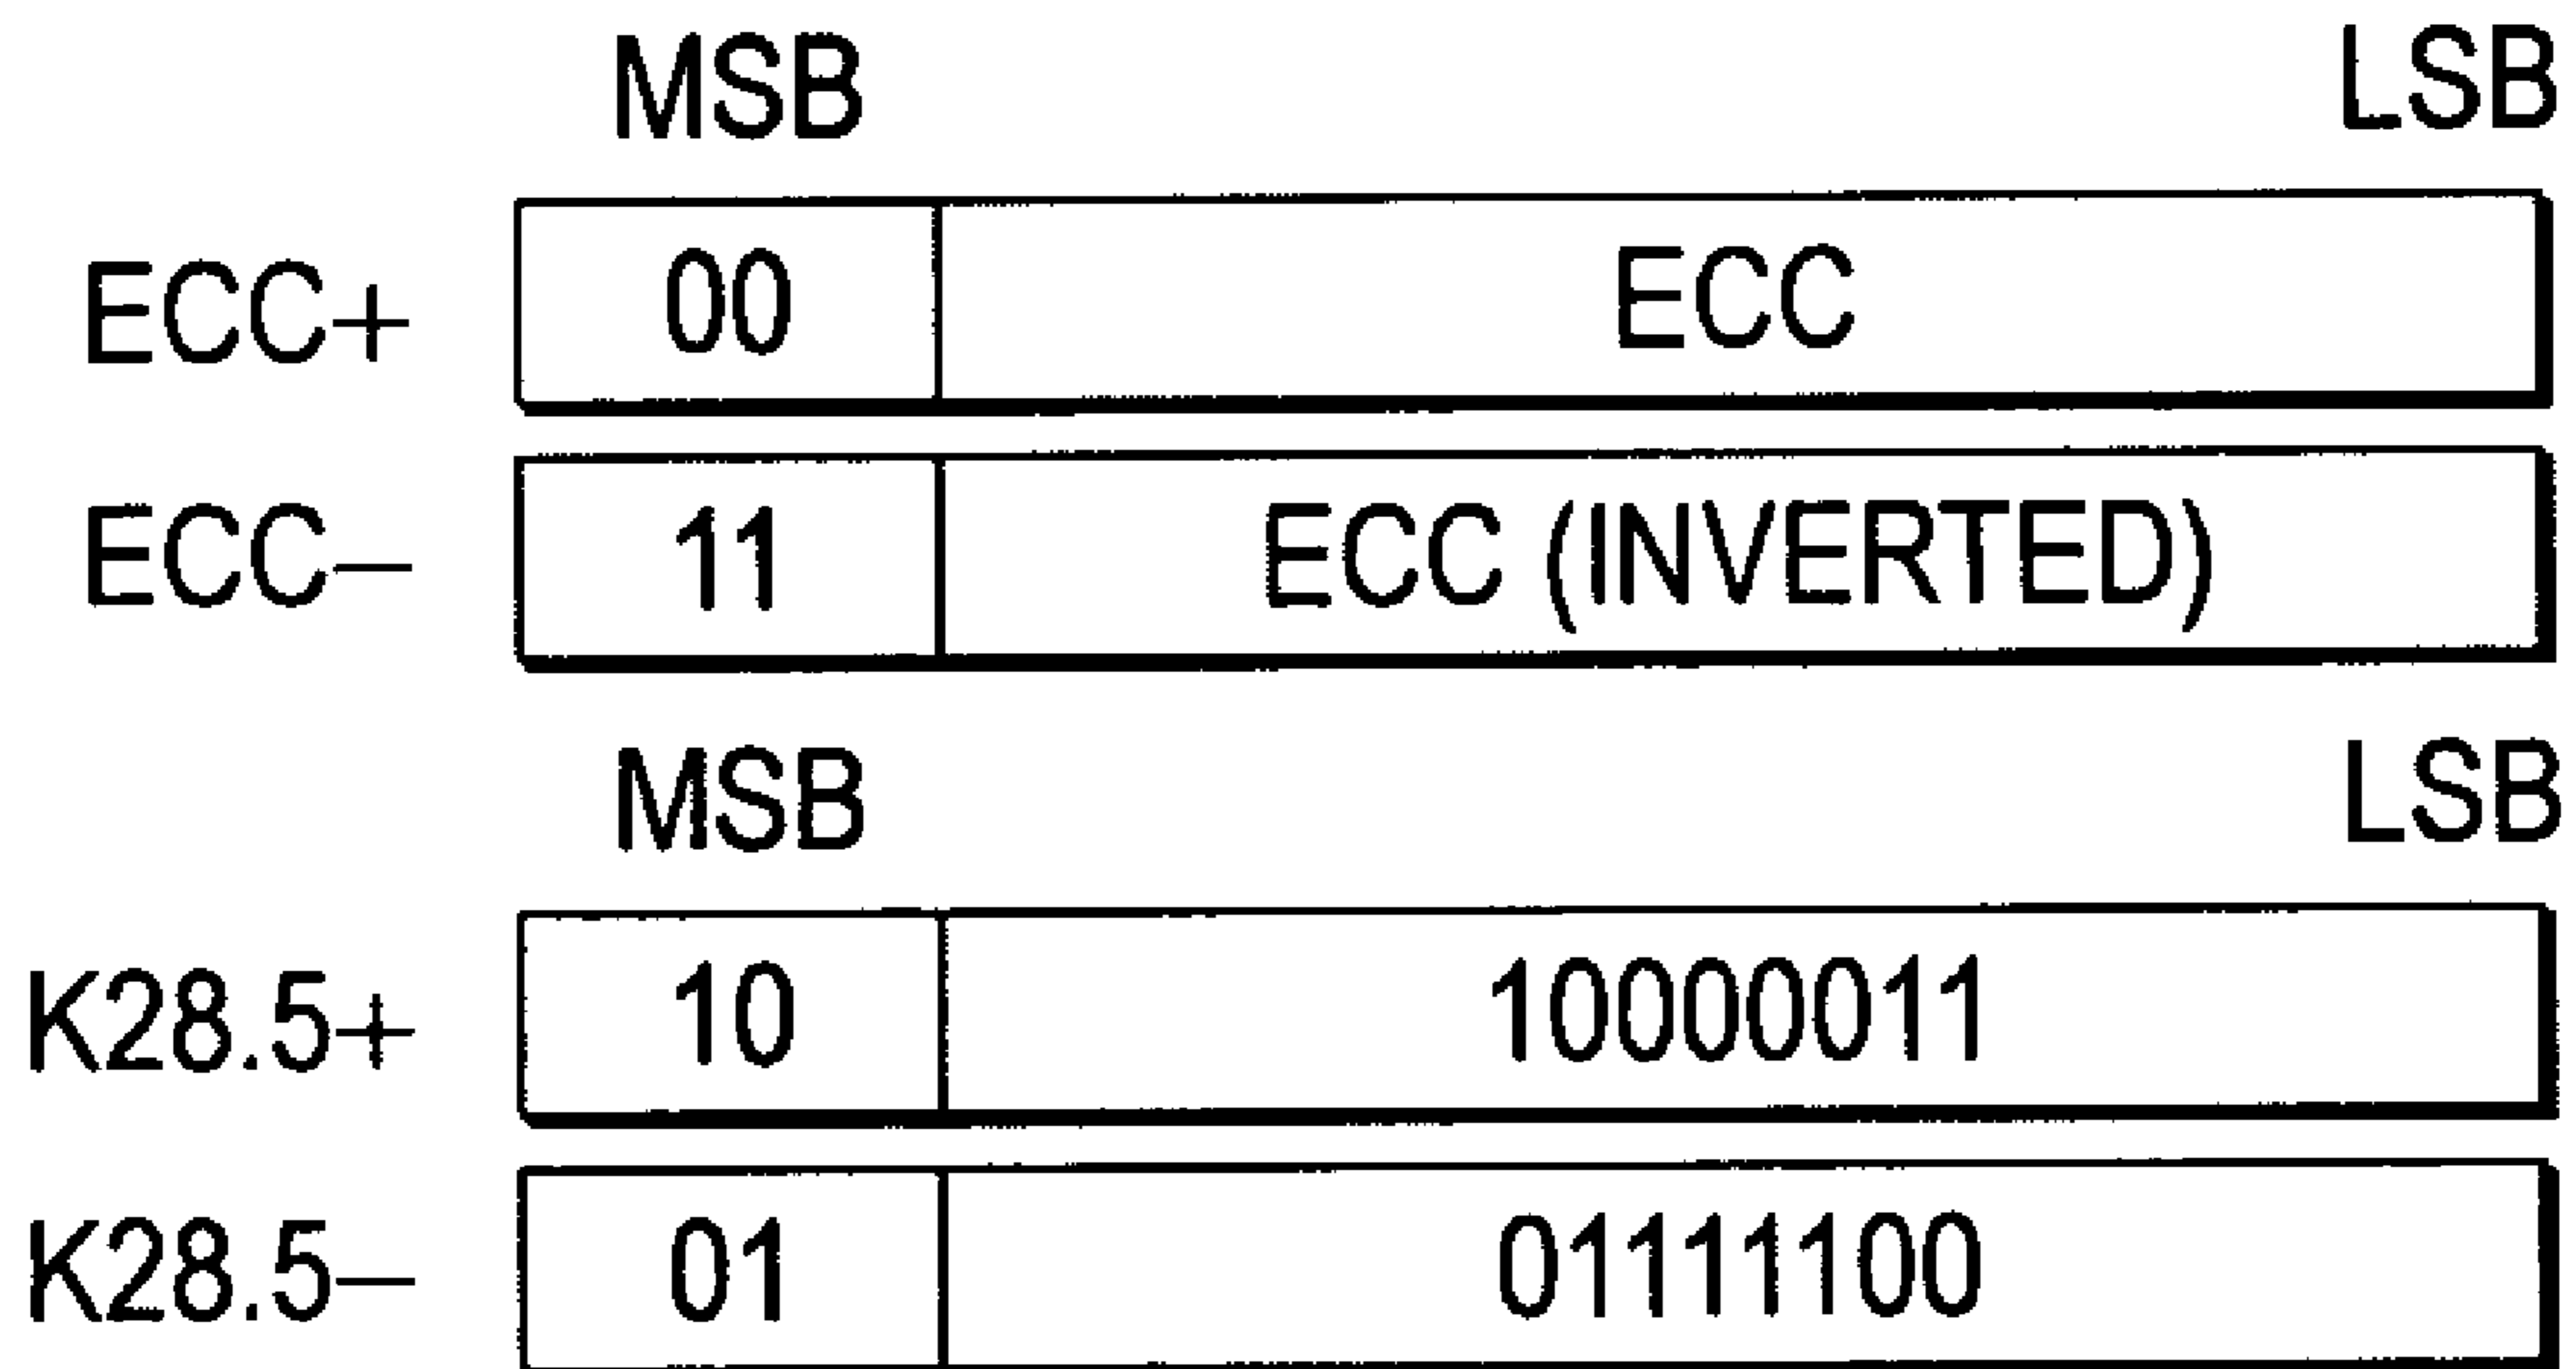 MSB LSB
ECC+ 00 ECC
ECC− 11 ECC (INVERTED)
MSB LSB
K28.5+ 10 10000011
K28.5− 01 01111100